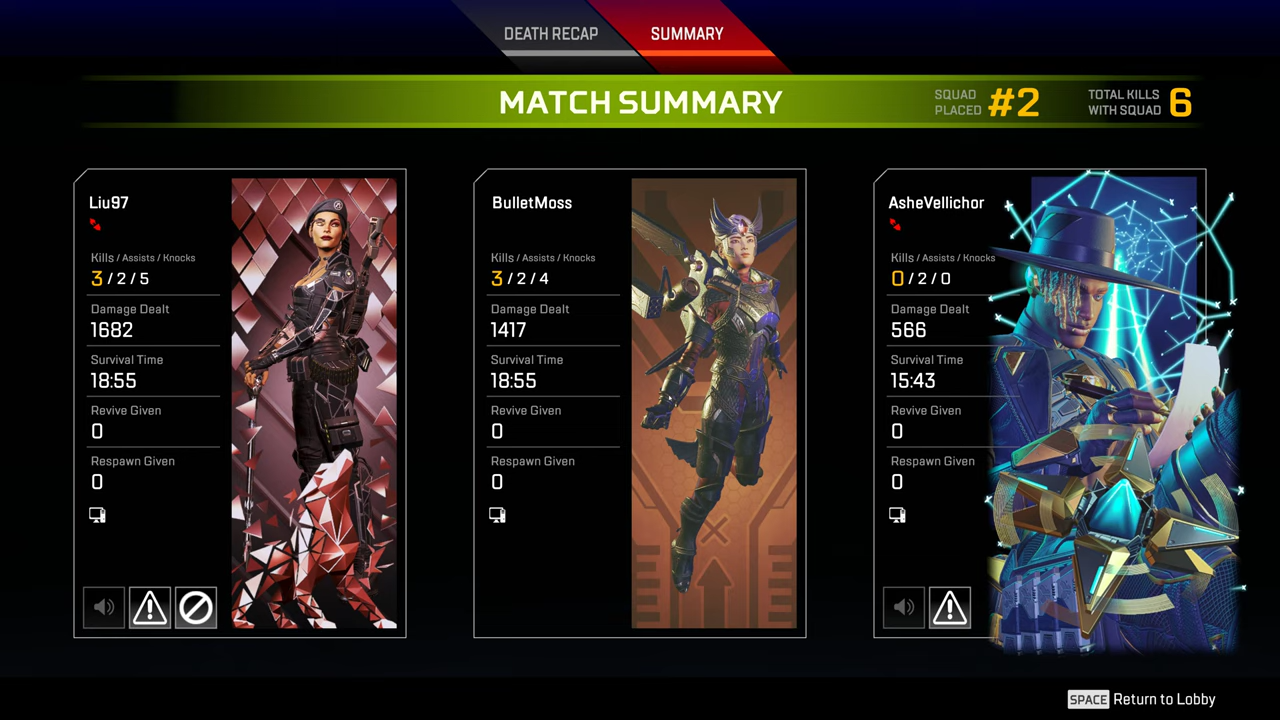 DEATH RECAP
SUMMARY
MATCH SUMMARY
SQUAD PLACED #2
TOTAL KILLS WITH SQUAD 6
Liu97
Kills / Assists / Knocks
3 / 2 / 5
Damage Dealt
1682
Survival Time
18:55
Revive Given
0
Respawn Given
0
BulletMoss
Kills / Assists / Knocks
3 / 2 / 4
Damage Dealt
1417
Survival Time
18:55
Revive Given
0
Respawn Given
0
AsheVellichor
Kills / Assists / Knocks
0 / 2 / 0
Damage Dealt
566
Survival Time
15:43
Revive Given
0
Respawn Given
0
SPACE Return to Lobby